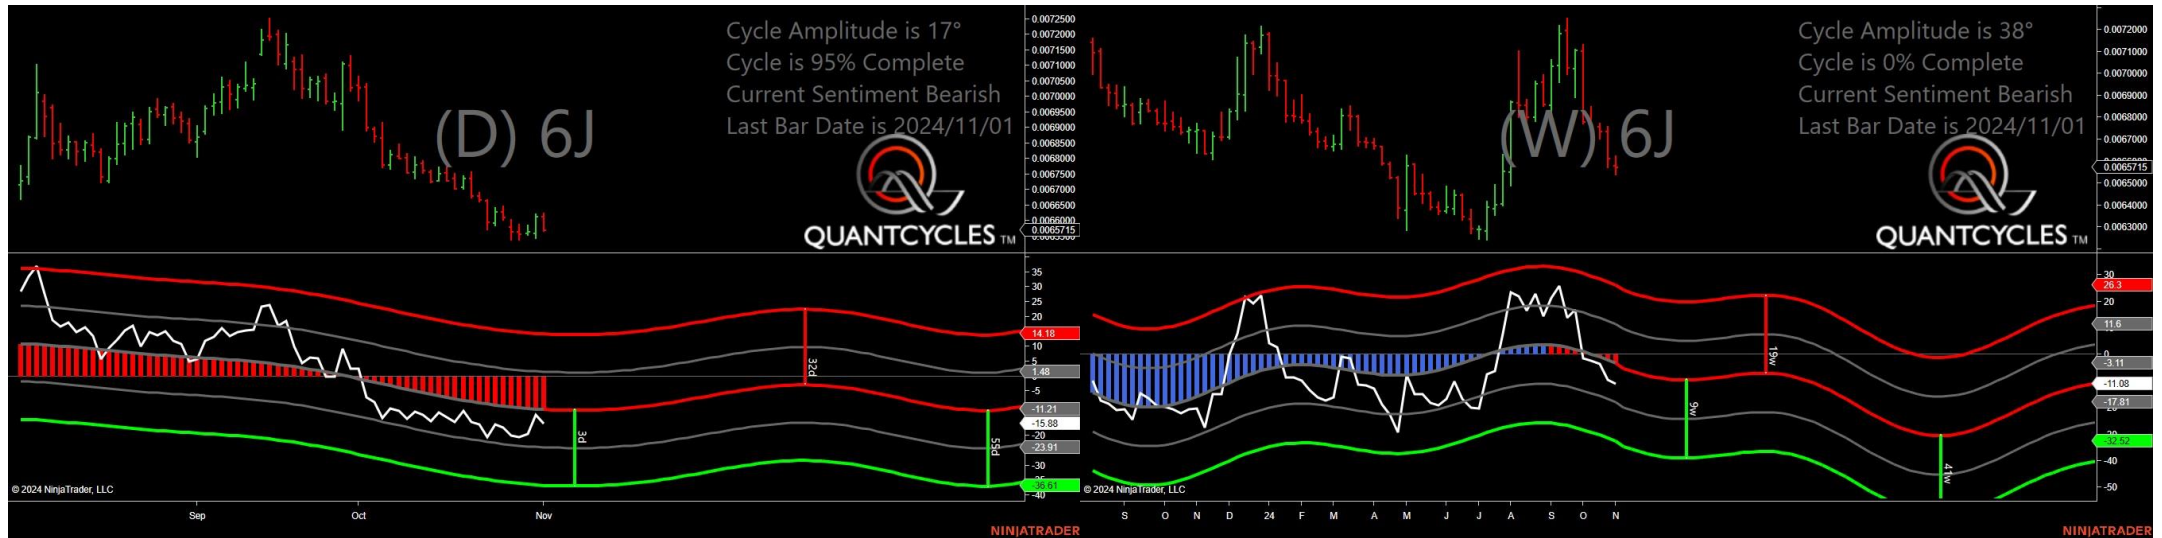 Cycle Amplitude is 17°
Cycle is 95% Complete
Current Sentiment Bearish
Last Bar Date is 2024/11/01
(D) 6J
QUANTCYCLES TM
0.0072500
0.0072000
0.0071500
0.0071000
0.0070500
0.0070000
0.0069500
0.0069000
0.0068500
0.0068000
0.0067500
0.0067000
0.0066500
0.0066000
0.0065715
35
30
25
20
14.18
10
5
1.48
-5
-11.21
-15.88
-20
-23.91
-30
-36.61
-40
32d
3d
59d
© 2024 NinjaTrader, LLC
Sep
Oct
Nov
NINJATRADER
Cycle Amplitude is 38°
Cycle is 0% Complete
Current Sentiment Bearish
Last Bar Date is 2024/11/01
(W) 6J
QUANTCYCLES TM
0.0072000
0.0071000
0.0070000
0.0069000
0.0068000
0.0067000
0.0065715
0.0065000
0.0064000
0.0063000
30
26.3
20
11.6
0
-3.11
-11.08
-17.81
-32.52
-40
-50
19w
9w
41w
© 2024 NinjaTrader, LLC
S O N D 24 F M A M J J A S O N
NINJATRADER